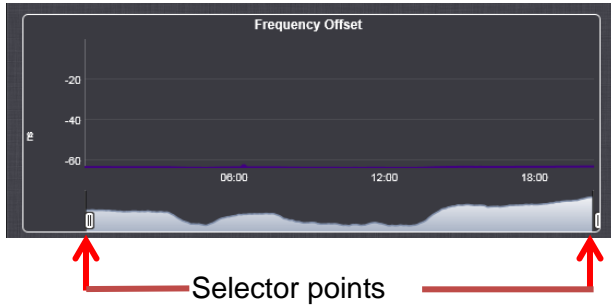 Frequency Offset
-20
-40
ns
-60
06:00 12:00 18:00
Selector points